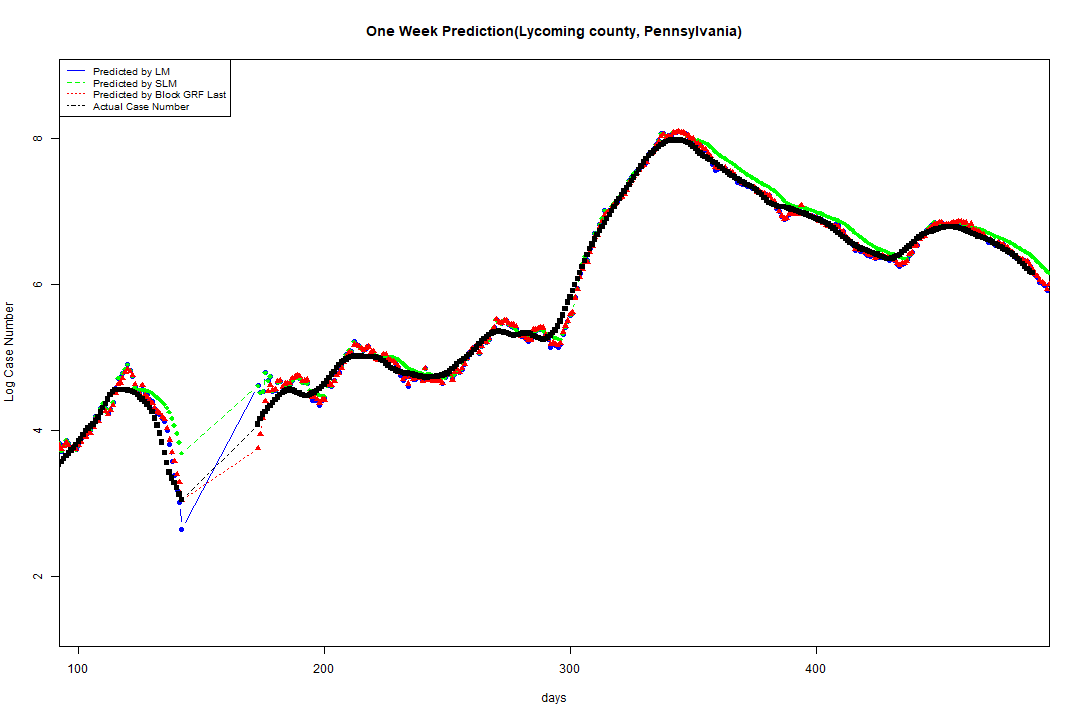 One Week Prediction(Lycoming county, Pennsylvania)
Predicted by LM
Predicted by SLM
Predicted by Block GRF Last
Actual Case Number
Log Case Number
8
6
4
2
100 200 300 400
days